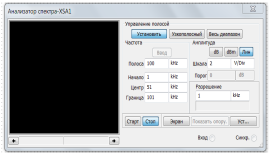 Анализатор спектра-XSA1
Управление полосой
Установить Узкополосный Весь диапазон
Частота Амплитуда
Ввод dB dBm Лин
Полоса 100 kHz Шкала 2 V/Div
Порог 0 dB
Начало 1 kHz
Центр 51 kHz Разрешение
Граница 101 kHz 1 kHz
Старт Стоп Экран Показать опору. Уст...
Вход Синхр.